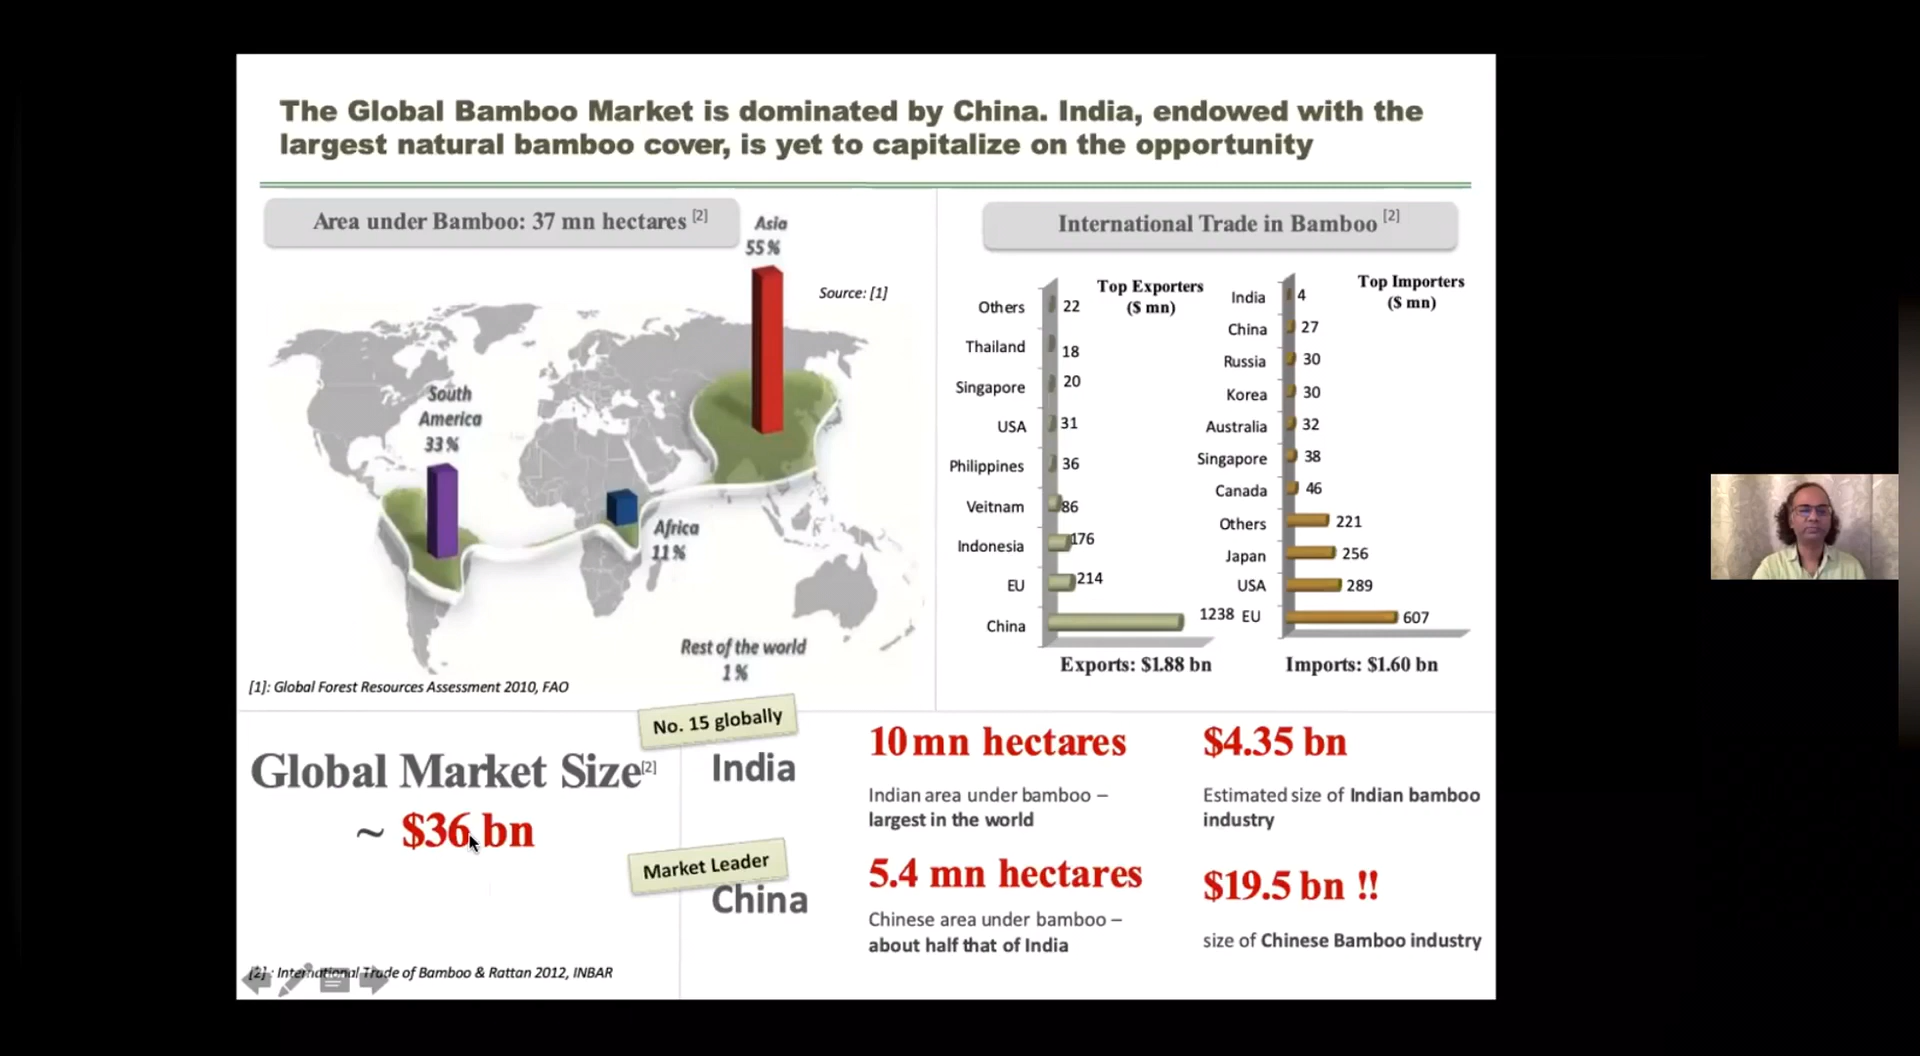 The Global Bamboo Market is dominated by China. India, endowed with the
largest natural bamboo cover, is yet to capitalize on the opportunity
Area under Bamboo: 37 mn hectares [2]
Asia
55%
Source: [1]
South
America
33%
Africa
11%
Rest of the world
1%
[1]: Global Forest Resources Assessment 2010, FAO
International Trade in Bamboo [2]
Top Exporters
($ mn)
Others 22
Thailand 18
Singapore 20
USA 31
Philippines 36
Veitnam 86
Indonesia 176
EU 214
China 1238
Exports: $1.88 bn
Top Importers
($ mn)
India 4
China 27
Russia 30
Korea 30
Australia 32
Singapore 38
Canada 46
Others 221
Japan 256
USA 289
EU 607
Imports: $1.60 bn
Global Market Size[2]
~ $36 bn
No. 15 globally
India
10 mn hectares
Indian area under bamboo –
largest in the world
$4.35 bn
Estimated size of Indian bamboo
industry
Market Leader
China
5.4 mn hectares
Chinese area under bamboo –
about half that of India
$19.5 bn !!
size of Chinese Bamboo industry
[2] : International Trade of Bamboo & Rattan 2012, INBAR